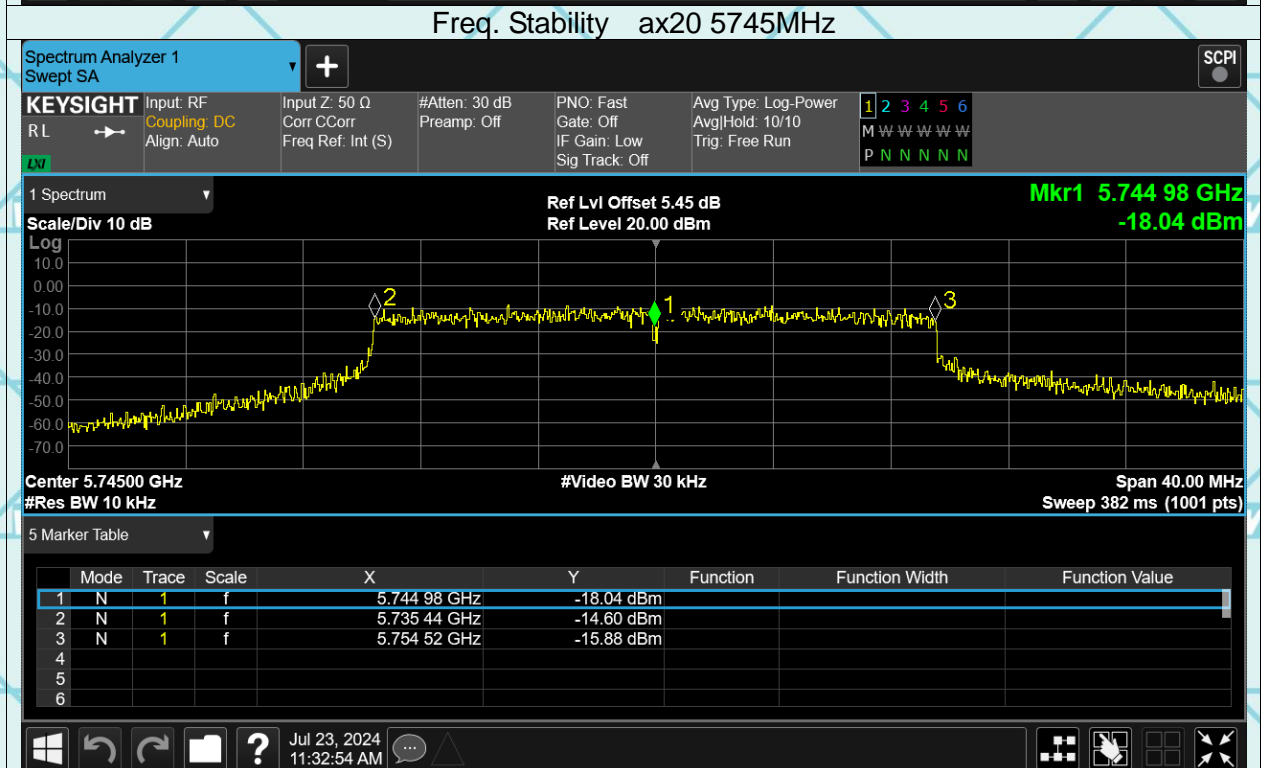 Freq. Stability ax20 5745MHz
Spectrum Analyzer 1
Swept SA
+
SCPI
KEYSIGHT
R L
LXI
Input: RF
Coupling: DC
Align: Auto
Input Z: 50 Ω
Corr CCorr
Freq Ref: Int (S)
#Atten: 30 dB
Preamp: Off
PNO: Fast
Gate: Off
IF Gain: Low
Sig Track: Off
Avg Type: Log-Power
Avg|Hold: 10/10
Trig: Free Run
1 2 3 4 5 6
M W W W W W
P N N N N N
1 Spectrum
Scale/Div 10 dB
Ref Lvl Offset 5.45 dB
Ref Level 20.00 dBm
Mkr1 5.744 98 GHz
-18.04 dBm
Log
10.0
0.00
-10.0
-20.0
-30.0
-40.0
-50.0
-60.0
-70.0
2
1
3
Center 5.74500 GHz
#Res BW 10 kHz
#Video BW 30 kHz
Span 40.00 MHz
Sweep 382 ms (1001 pts)
5 Marker Table
Mode Trace Scale X Y Function Function Width Function Value
1 N 1 f 5.744 98 GHz -18.04 dBm
2 N 1 f 5.735 44 GHz -14.60 dBm
3 N 1 f 5.754 52 GHz -15.88 dBm
4
5
6
?
Jul 23, 2024
11:32:54 AM